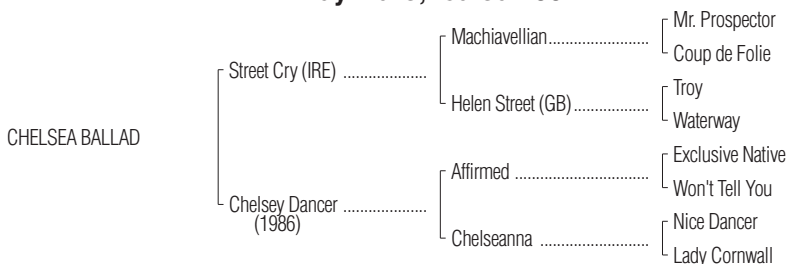 Mr. Prospector
Machiavellian
Coup de Folie
Street Cry (IRE)
Troy
Helen Street (GB)
Waterway
CHELSEA BALLAD
Exclusive Native
Affirmed
Won't Tell You
Chelsey Dancer
(1986)
Nice Dancer
Chelseanna
Lady Cornwall